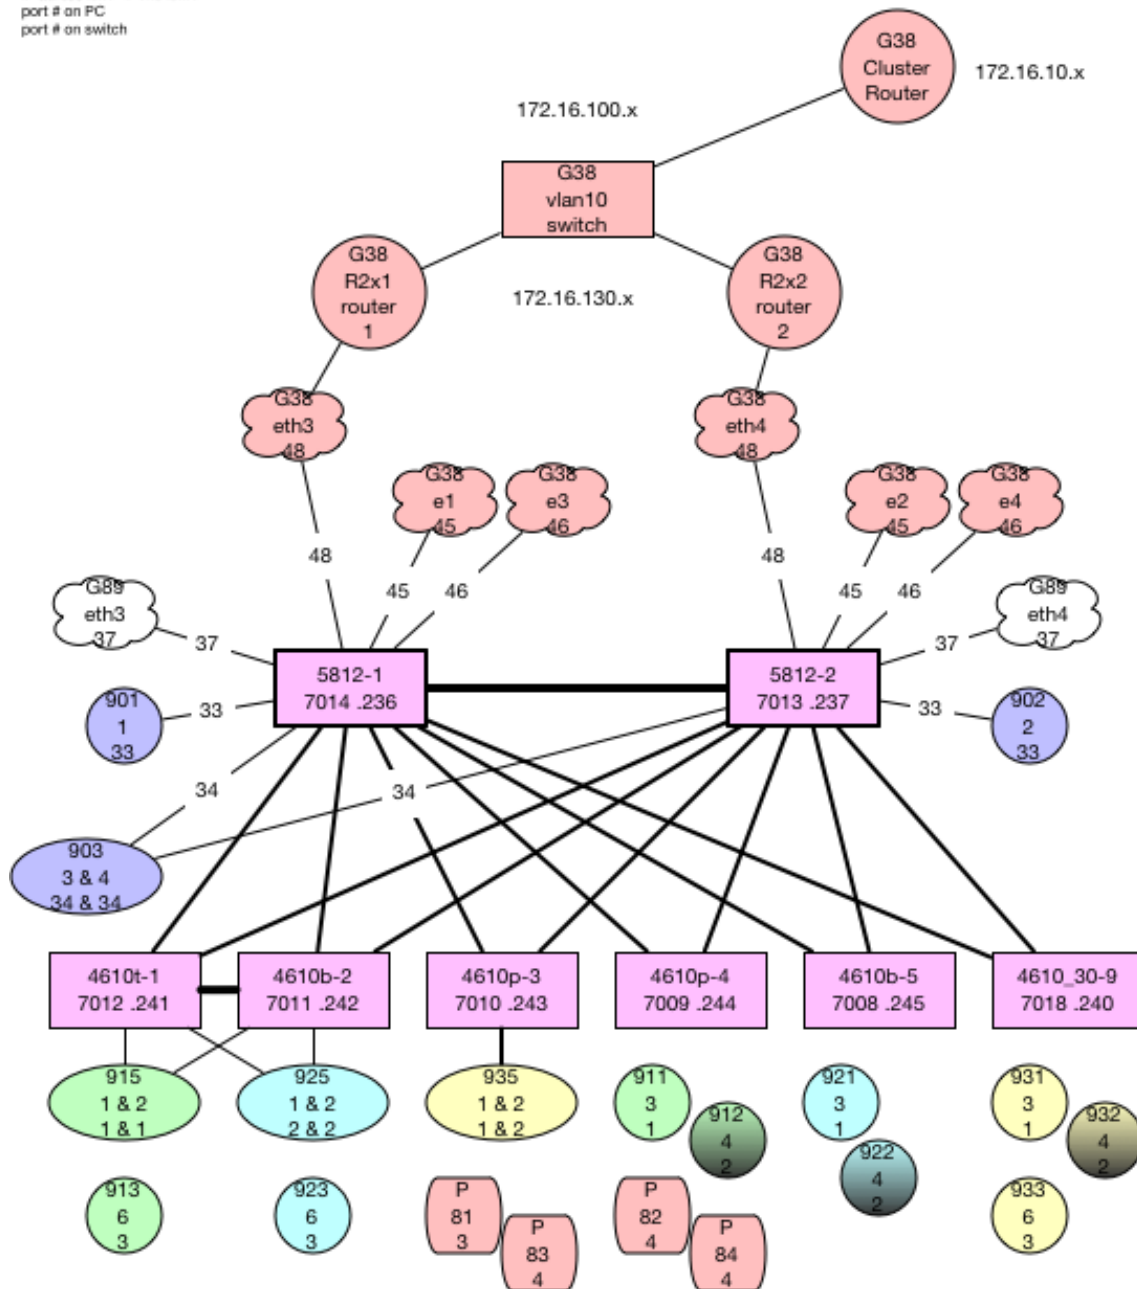 port # on PC
port # on switch
G38
Cluster
Router
172.16.10.x
172.16.100.x
G38
vlan10
switch
G38
R2x1
router
1
172.16.130.x
G38
R2x2
router
2
G38
eth3
48
G38
eth4
48
G38
e1
45
G38
e3
46
G38
e2
45
G38
e4
46
48
45
46
48
45
46
G89
eth3
37
37
37
G89
eth4
37
5812-1
7014 .236
5812-2
7013 .237
901
1
33
33
33
902
2
33
34
34
903
3 & 4
34 & 34
4610t-1
7012 .241
4610b-2
7011 .242
4610p-3
7010 .243
4610p-4
7009 .244
4610b-5
7008 .245
4610_30-9
7018 .240
915
1 & 2
1 & 1
925
1 & 2
2 & 2
935
1 & 2
1 & 2
911
3
1
912
4
2
921
3
1
922
4
2
931
3
1
932
4
2
913
6
3
923
6
3
P
81
3
P
83
4
P
82
4
P
84
4
933
6
3